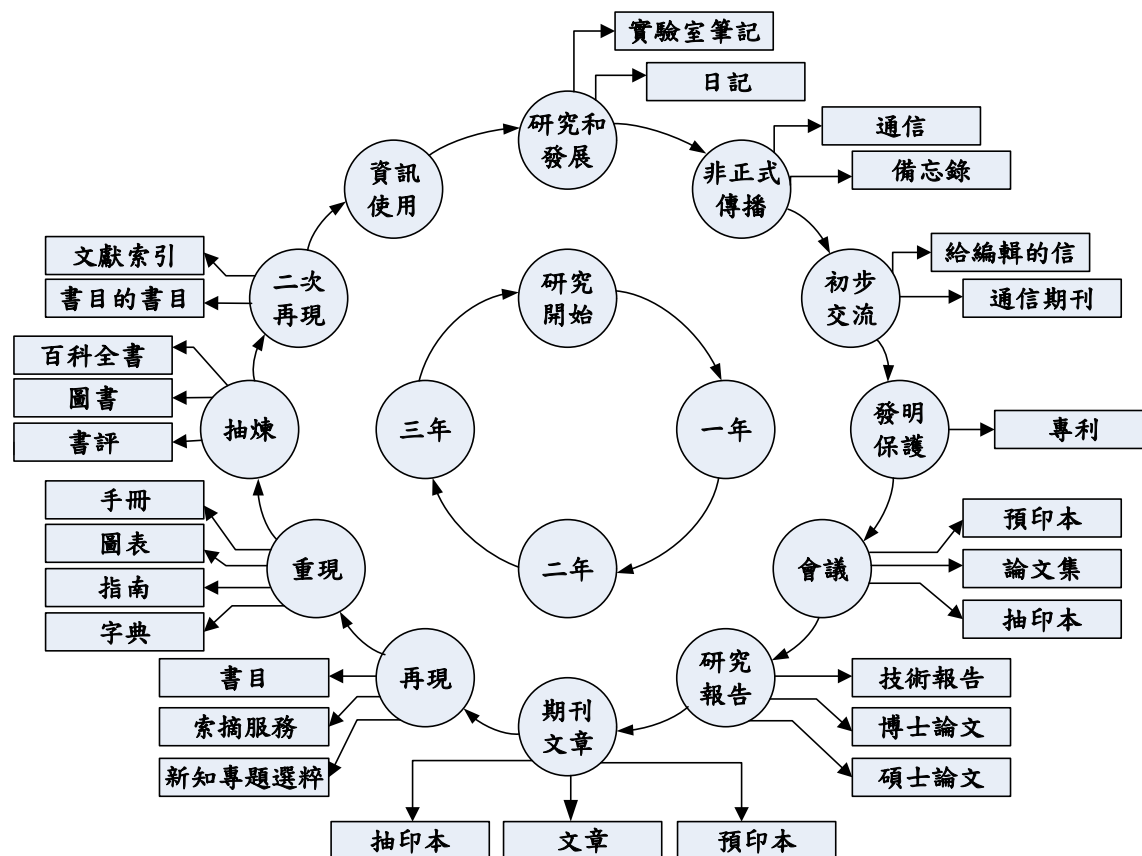 實驗室筆記
日記
研究和
發展
通信
備忘錄
非正式
傳播
資訊
使用
給編輯的信
通信期刊
初步
交流
文獻索引
書目的書目
二次
再現
研究
開始
百科全書
圖書
書評
抽煉
三年
一年
發明
保護
專利
手冊
圖表
指南
字典
重現
二年
會議
預印本
論文集
抽印本
書目
索摘服務
新知專題選粹
再現
期刊
文章
研究
報告
技術報告
博士論文
碩士論文
抽印本
文章
預印本